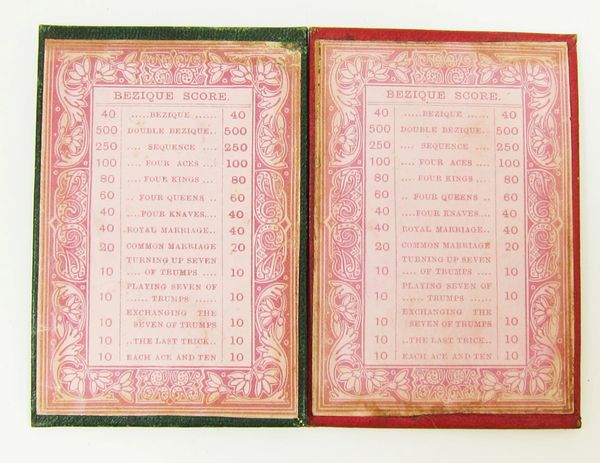 BEZIQUE SCORE.
40 .....BEZIQUE ...... 40
500 DOUBLE BEZIQUE.. 500
250 .... SEQUENCE .... 250
100 .... FOUR ACES .... 100
80 .... FOUR KINGS .... 80
60 .. FOUR QUEENS .. 60
40 ....FOUR KNAVES.... 40
40 ..ROYAL MARRIAGE.. 40
20 COMMON MARRIAGE 20
TURNING UP SEVEN
10 .... OF TRUMPS .... 10
PLAYING SEVEN OF
10 ...... TRUMPS ...... 10
EXCHANGING THE
10 SEVEN OF TRUMPS 10
10 ..THE LAST TRICK.. 10
10 EACH ACE AND TEN 10
BEZIQUE SCORE.
40 .....BEZIQUE ...... 40
500 DOUBLE BEZIQUE.. 500
250 .... SEQUENCE .... 250
100 .... FOUR ACES .... 100
80 .... FOUR KINGS .... 80
60 .. FOUR QUEENS .. 60
40 ....FOUR KNAVES.... 40
40 ..ROYAL MARRIAGE.. 40
20 COMMON MARRIAGE 20
TURNING UP SEVEN
10 .... OF TRUMPS .... 10
PLAYING SEVEN OF
10 ...... TRUMPS ...... 10
EXCHANGING THE
10 SEVEN OF TRUMPS 10
10 ..THE LAST TRICK.. 10
10 EACH ACE AND TEN 10